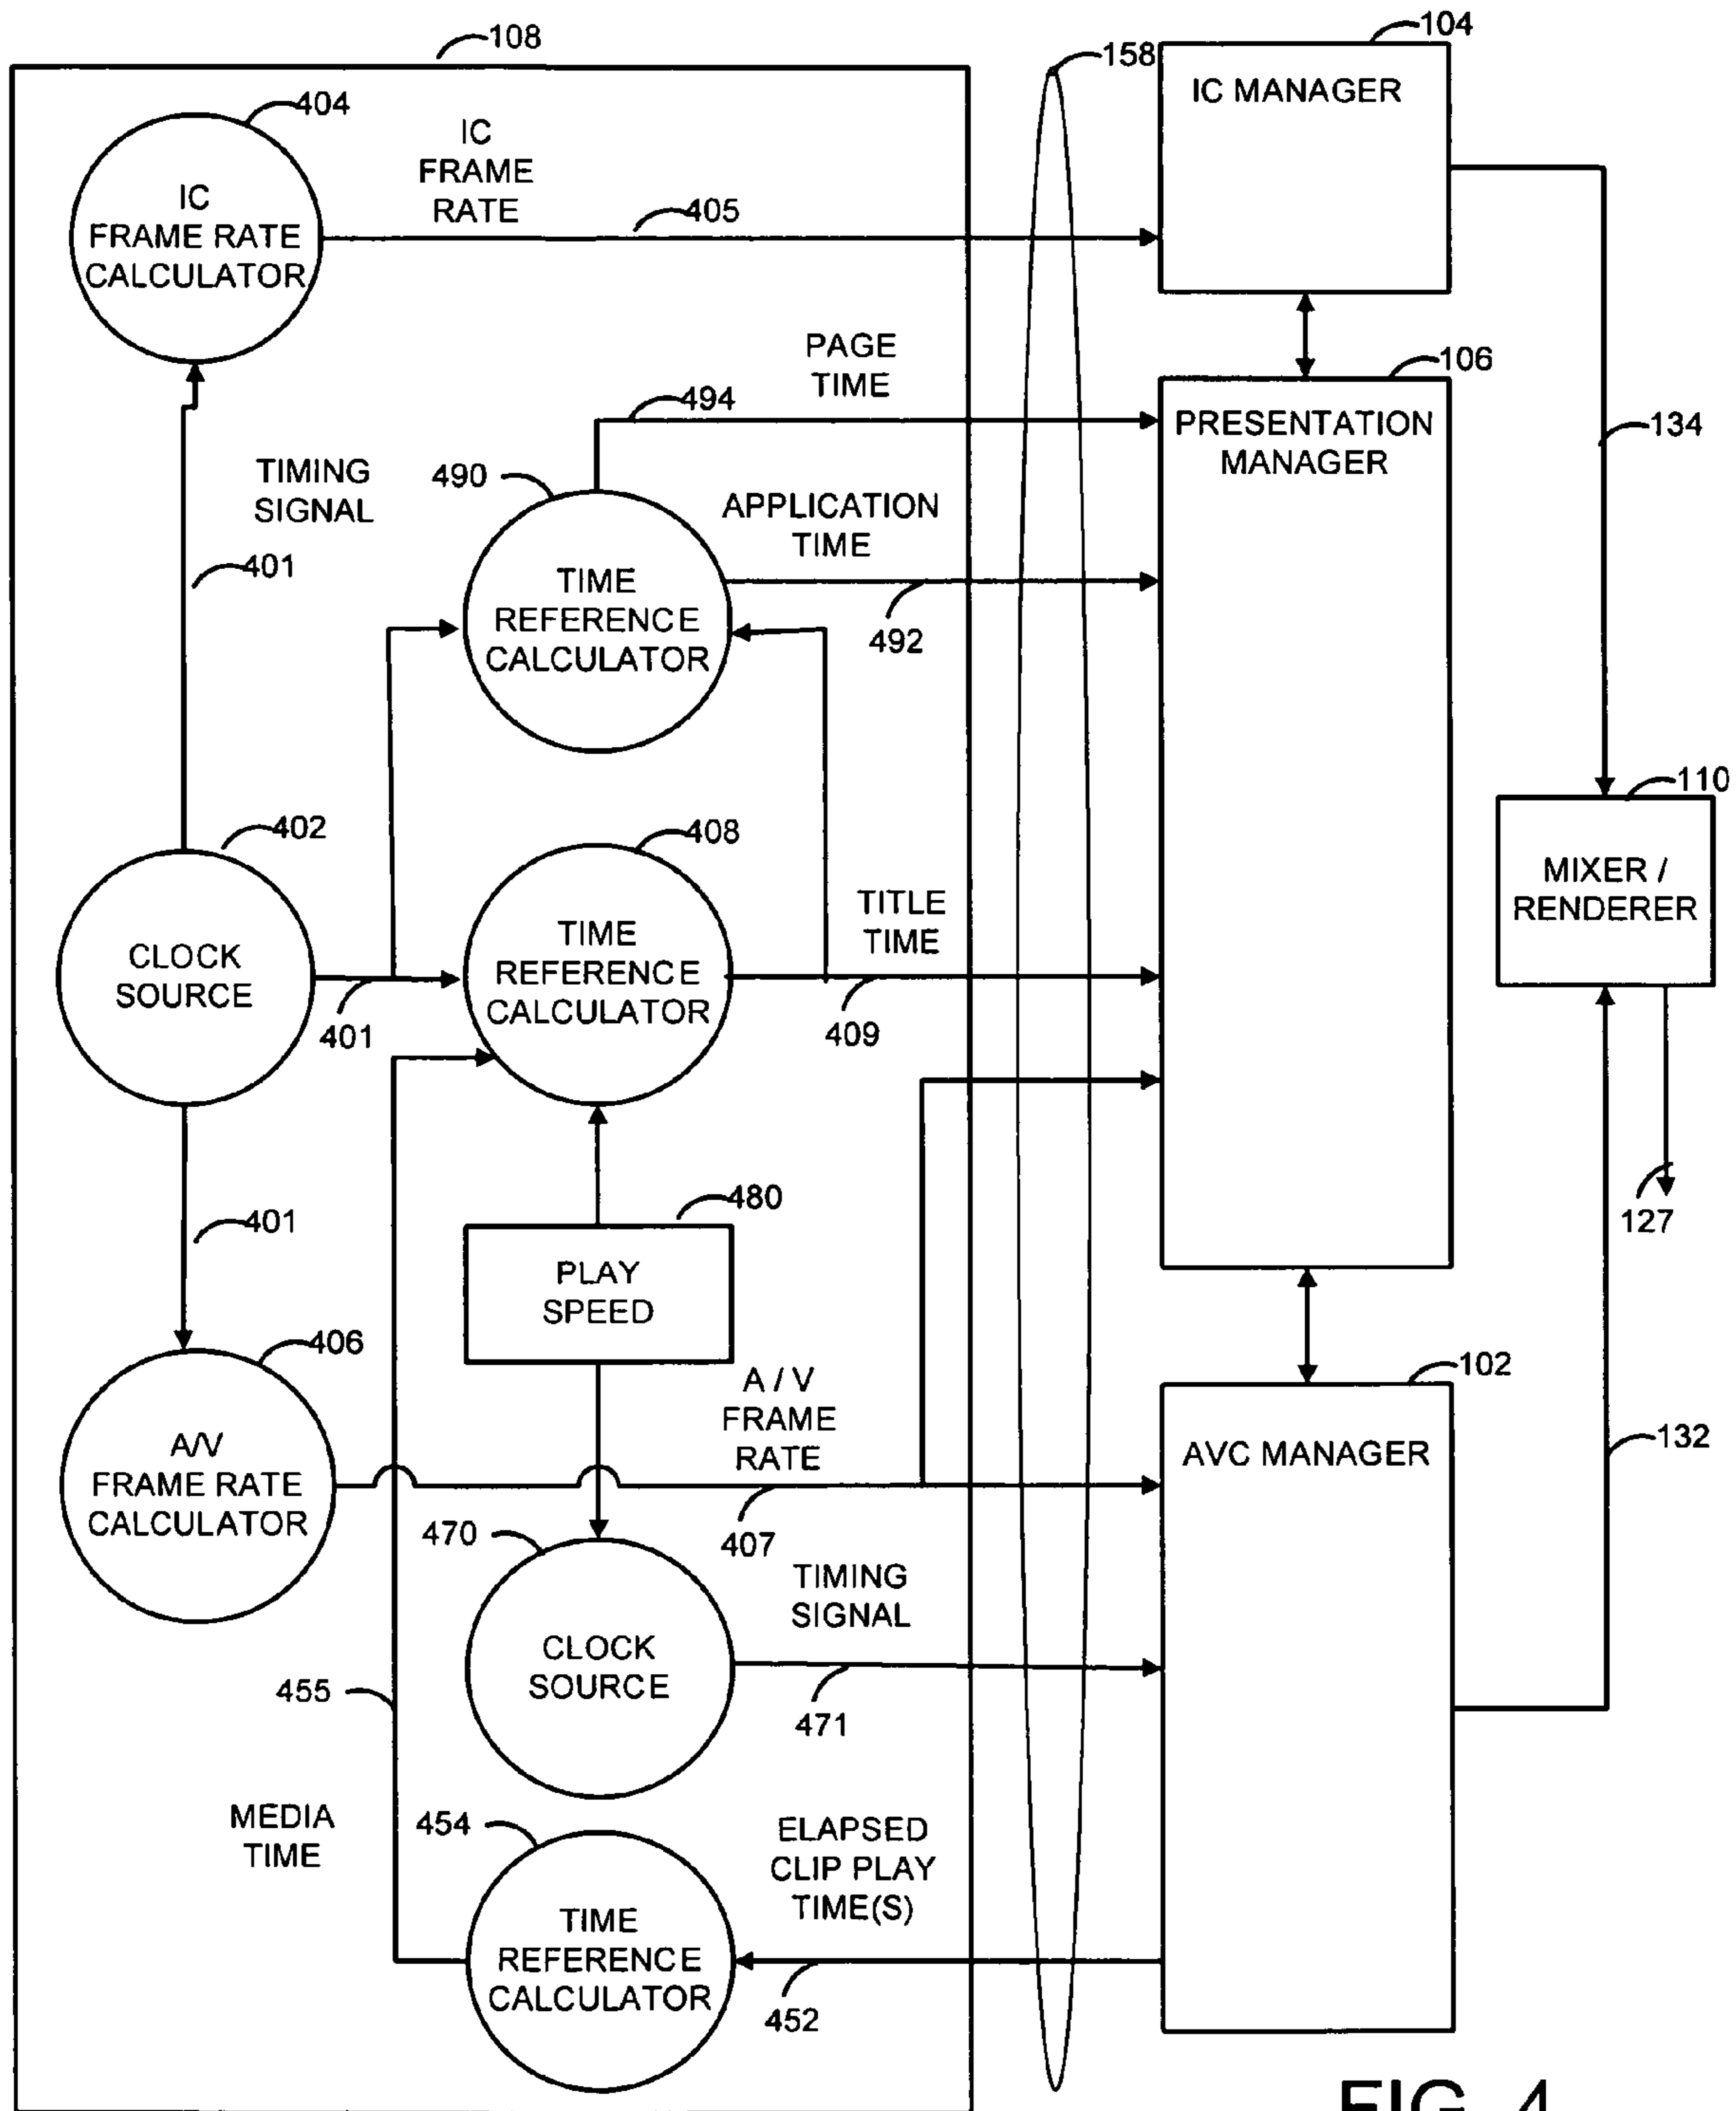 108
104
158
IC MANAGER
404
IC
FRAME
RATE
405
IC
FRAME RATE
CALCULATOR
PAGE
TIME
106
494
PRESENTATION
MANAGER
134
TIMING
SIGNAL
490
APPLICATION
TIME
401
TIME
REFERENCE
CALCULATOR
492
110
402
408
MIXER /
RENDERER
TITLE
TIME
CLOCK
SOURCE
TIME
REFERENCE
CALCULATOR
401
409
480
127
401
PLAY
SPEED
406
102
A / V
FRAME
RATE
132
A/V
FRAME RATE
CALCULATOR
AVC MANAGER
470
407
TIMING
SIGNAL
CLOCK
SOURCE
455
471
MEDIA
TIME
454
ELAPSED
CLIP PLAY
TIME(S)
TIME
REFERENCE
CALCULATOR
452
FIG. 4